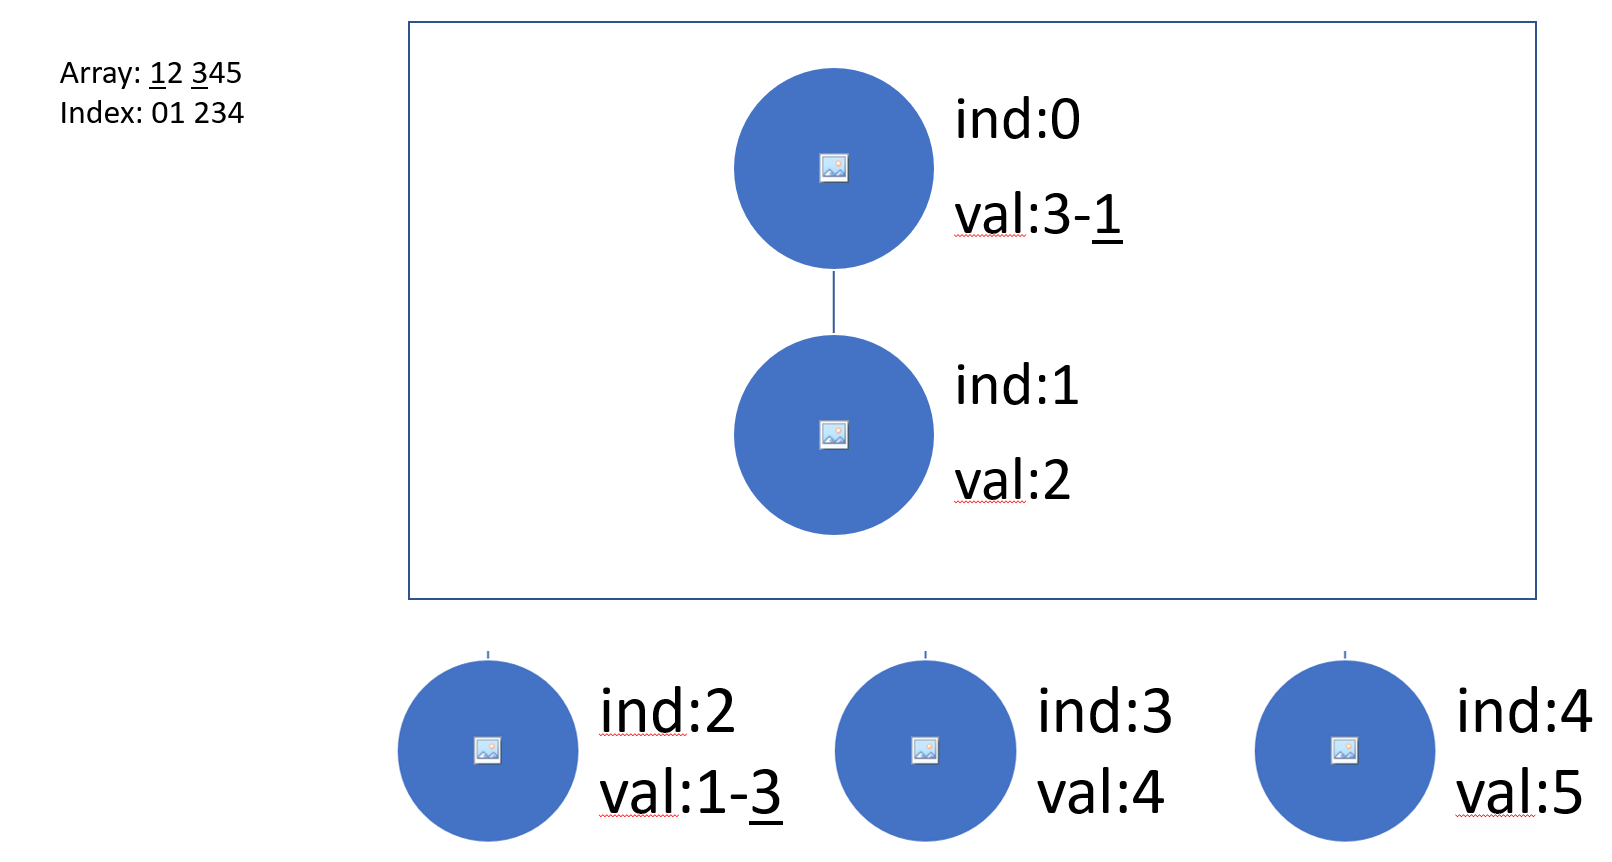 Array: 12 345
Index: 01 234
ind:0
val:3-1
ind:1
val:2
ind:2
val:1-3
ind:3
val:4
ind:4
val:5